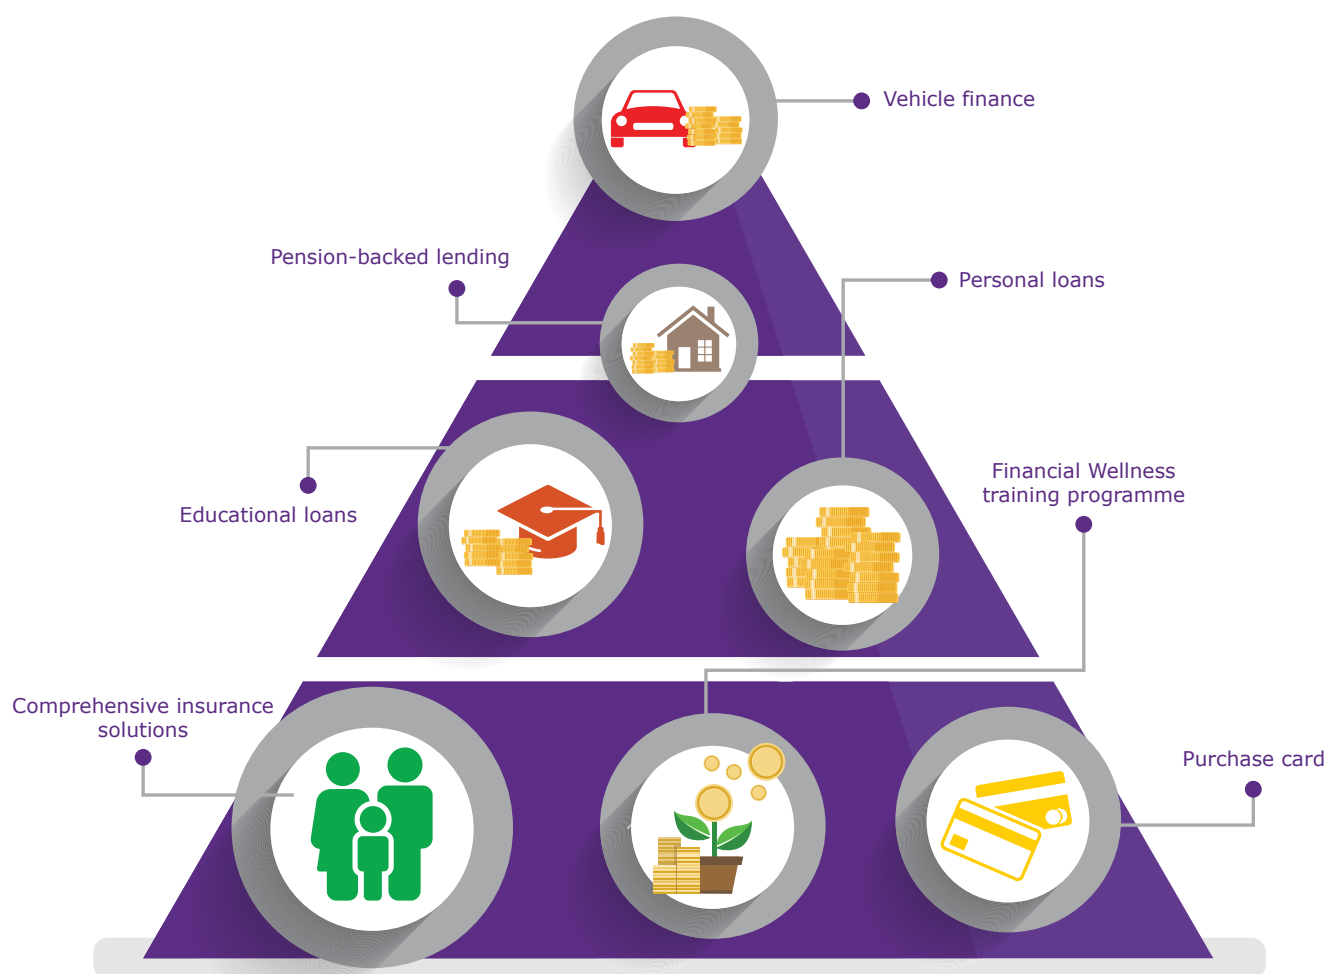 Vehicle finance
Pension-backed lending
Personal loans
Financial Wellness
training programme
Educational loans
Comprehensive insurance
solutions
Purchase card